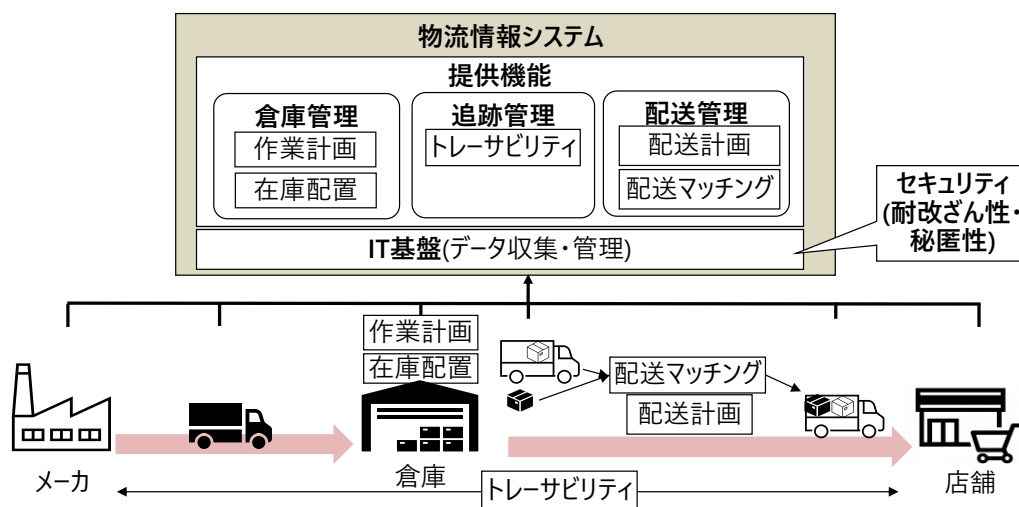 物流情報システム
提供機能
倉庫管理
作業計画
在庫配置
追跡管理
トレーサビリティ
配送管理
配送計画
配送マッチング
IT基盤(データ収集・管理)
セキュリティ
(耐改ざん性・
秘匿性)
作業計画
在庫配置
配送マッチング
配送計画
メーカ
倉庫
トレーサビリティ
店舗